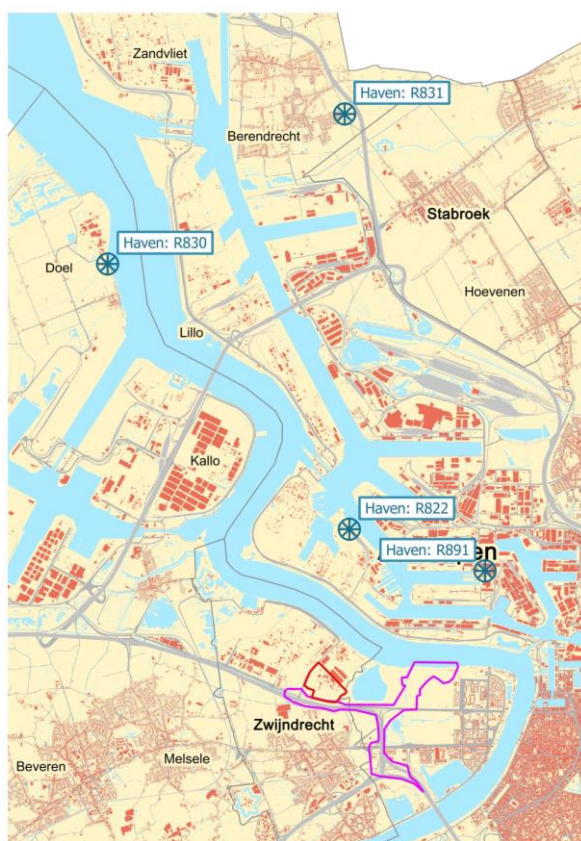 Zandvliet
Haven: R831
Berendrecht
Stabroek
Haven: R830
Doel
Hoevenen
Lillo
Kallo
Haven: R822
Haven: R891
pen
Zwijndrecht
Melsele
Beveren